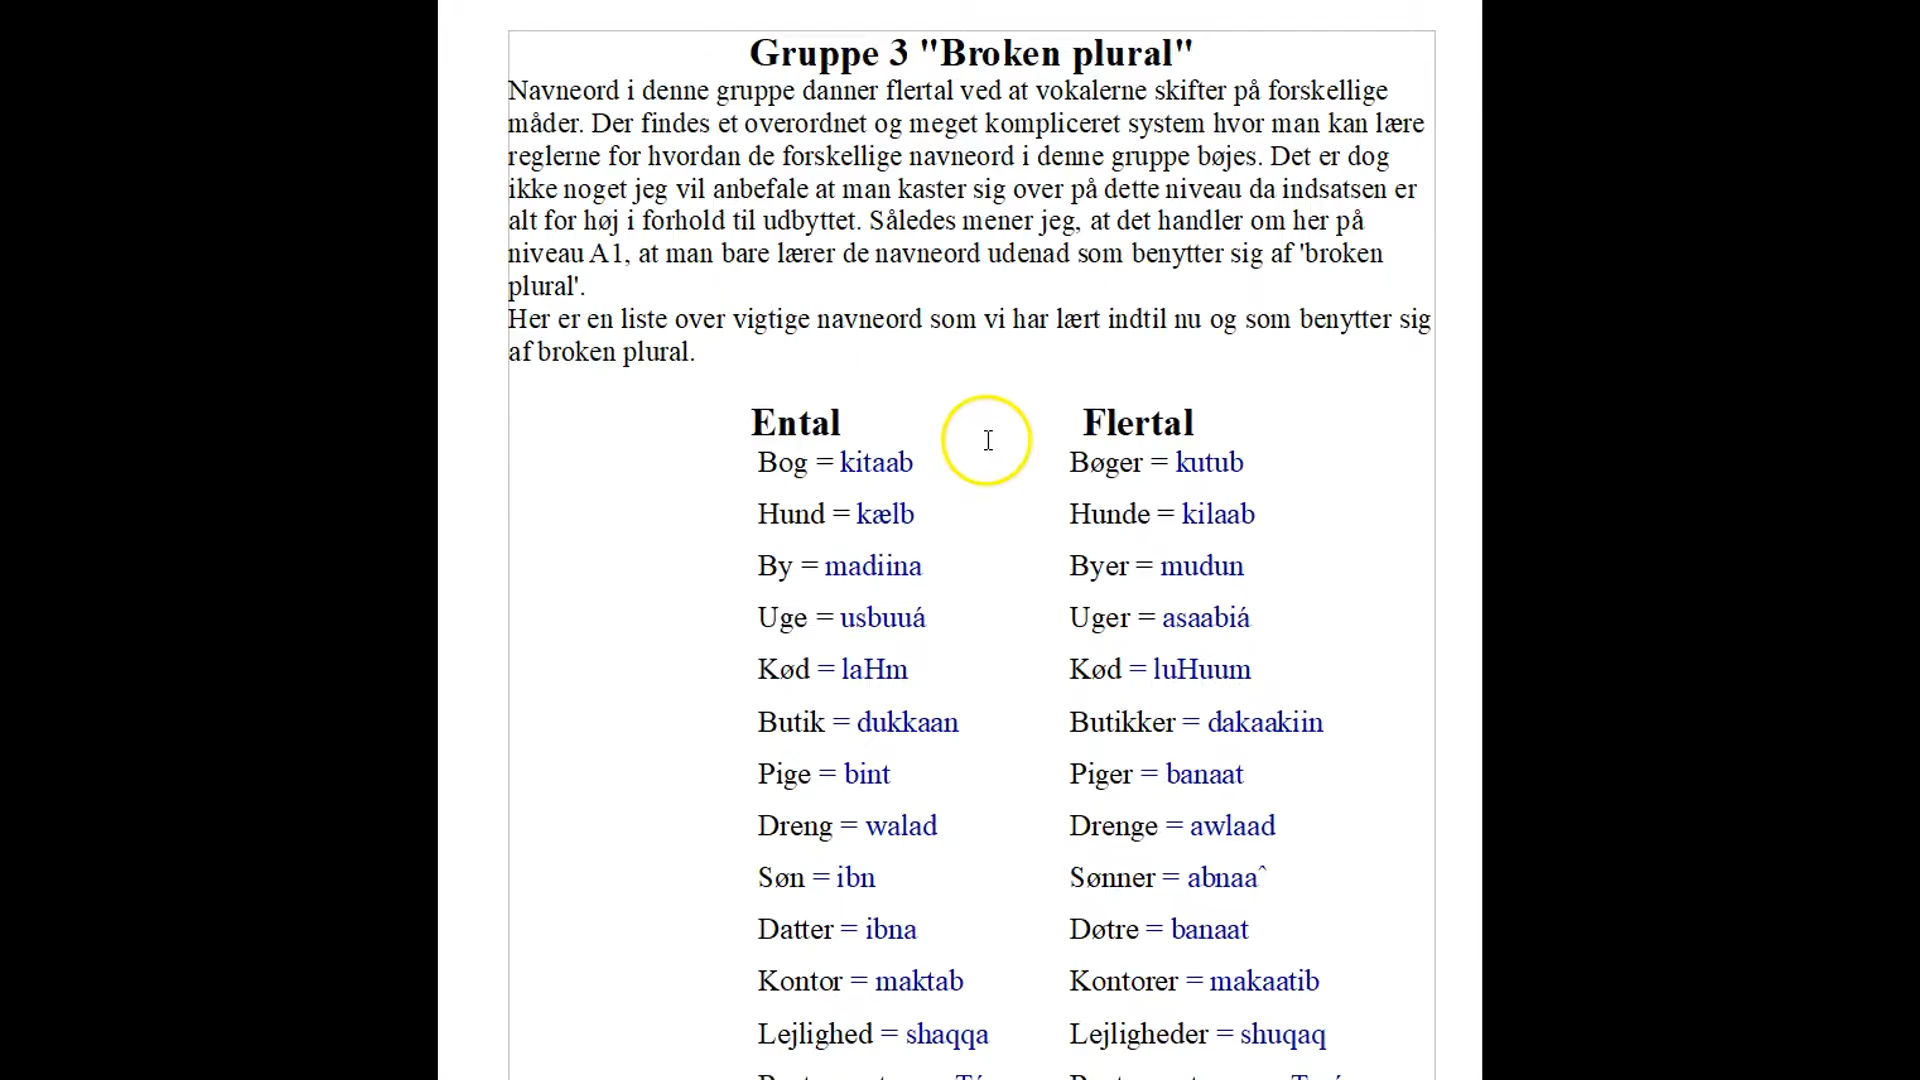 Gruppe 3 "Broken plural"
Navneord i denne gruppe danner flertal ved at vokalerne skifter på forskellige
måder. Der findes et overordnet og meget kompliceret system hvor man kan lære
reglerne for hvordan de forskellige navneord i denne gruppe bøjes. Det er dog
ikke noget jeg vil anbefale at man kaster sig over på dette niveau da indsatsen er
alt for høj i forhold til udbyttet. Således mener jeg, at det handler om her på
niveau A1, at man bare lærer de navneord udenad som benytter sig af 'broken
plural'.
Her er en liste over vigtige navneord som vi har lært indtil nu og som benytter sig
af broken plural.
Ental Flertal
Bog = kitaab Bøger = kutub
Hund = kælb Hunde = kilaab
By = madiina Byer = mudun
Uge = usbuuá Uger = asaabiá
Kød = laHm Kød = luHuum
Butik = dukkaan Butikker = dakaakiin
Pige = bint Piger = banaat
Dreng = walad Drenge = awlaad
Søn = ibn Sønner = abnaaˆ
Datter = ibna Døtre = banaat
Kontor = maktab Kontorer = makaatib
Lejlighed = shaqqa Lejligheder = shuqaq